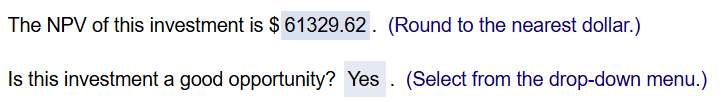 The NPV of this investment is $ 61329.62 . (Round to the nearest dollar.)
Is this investment a good opportunity? Yes . (Select from the drop-down menu.)